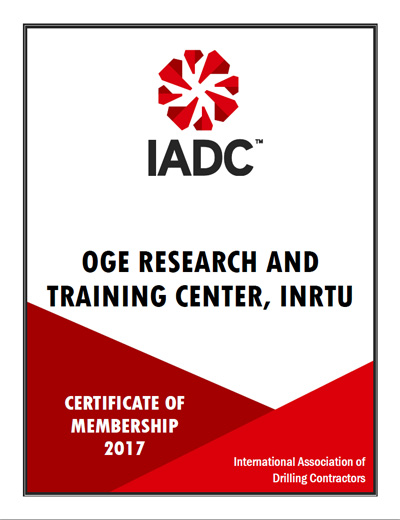 IADC™
OGE RESEARCH AND
TRAINING CENTER, INRTU
CERTIFICATE OF
MEMBERSHIP
2017
International Association of
Drilling Contractors